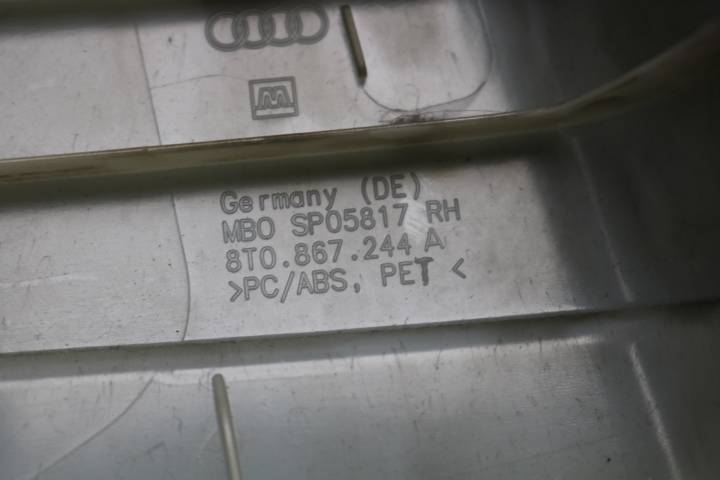 Germany (DE)
MBO SP05817 RH
8T0.867.244 A
>PC/ABS, PET <